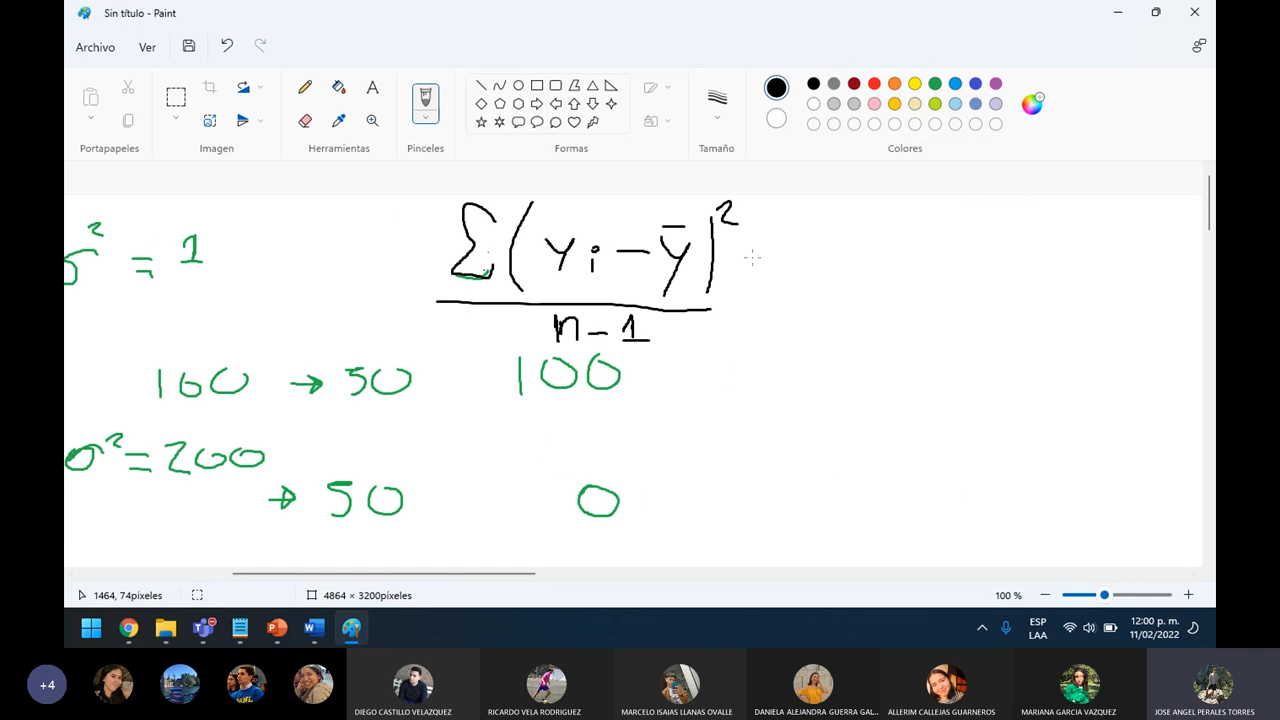 Sin título - Paint
Archivo Ver
Portapapeles Imagen Herramientas Pinceles Formas Tamaño Colores
σ² = 1
Σ(yi - ȳ)²
n - 1
100 → 50 100
σ² = 200
→ 50 0
1464, 74píxeles 4864 × 3200píxeles 100 %
ESP
LAA
12:00 p. m.
11/02/2022
+4
DIEGO CASTILLO VELAZQUEZ RICARDO VELA RODRIGUEZ MARCELO ISAIAS LLANAS OVALLE DANIELA ALEJANDRA GUERRA GAL... ALLERIM CALLEJAS GUARNEROS MARIANA GARCIA VAZQUEZ JOSE ANGEL PERALES TORRES